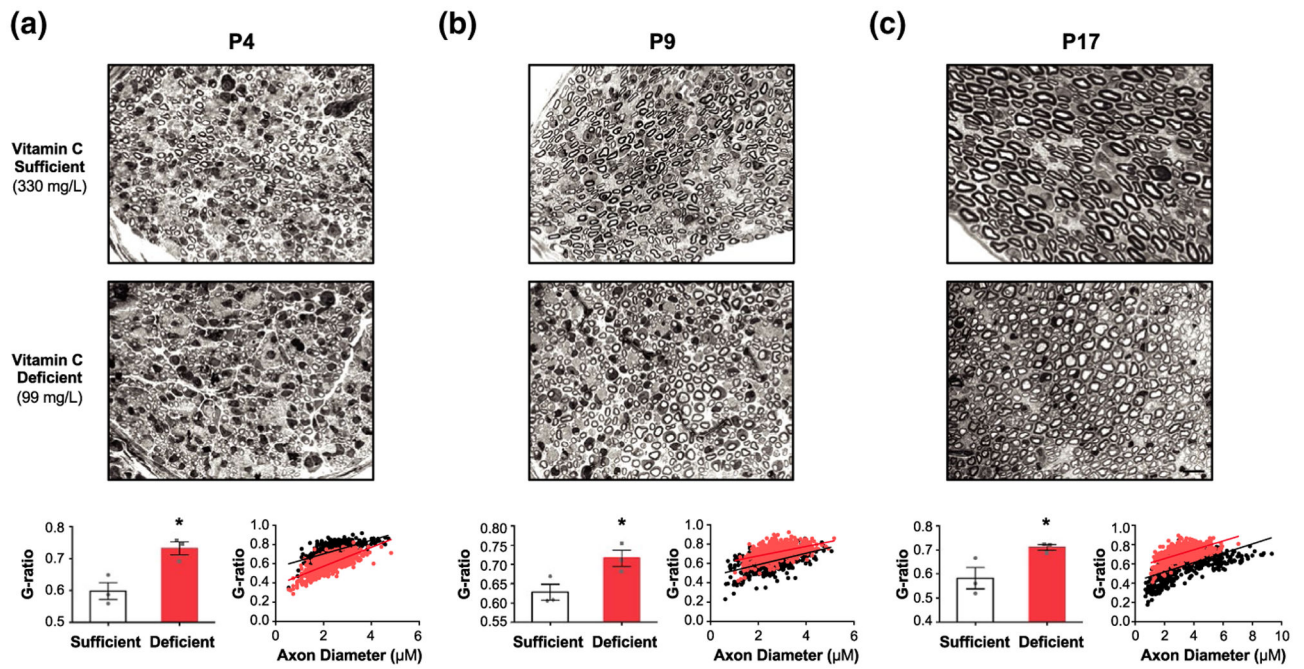 (a)
P4
(b)
P9
(c)
P17
Vitamin C
Sufficient
(330 mg/L)
Vitamin C
Deficient
(99 mg/L)
G-ratio
0.8
0.7
0.6
0.5
*
Sufficient Deficient
G-ratio
1.0
0.8
0.6
0.4
0.2
0.0
0 2 4 6
Axon Diameter (µM)
G-ratio
0.80
0.75
0.70
0.65
0.60
0.55
*
Sufficient Deficient
G-ratio
1.0
0.8
0.6
0.4
0.2
0.0
0 2 4 6
Axon Diameter (µM)
G-ratio
0.8
0.7
0.6
0.5
0.4
*
Sufficient Deficient
G-ratio
1.0
0.8
0.6
0.4
0.2
0.0
0 2 4 6 8 10
Axon Diameter (µM)